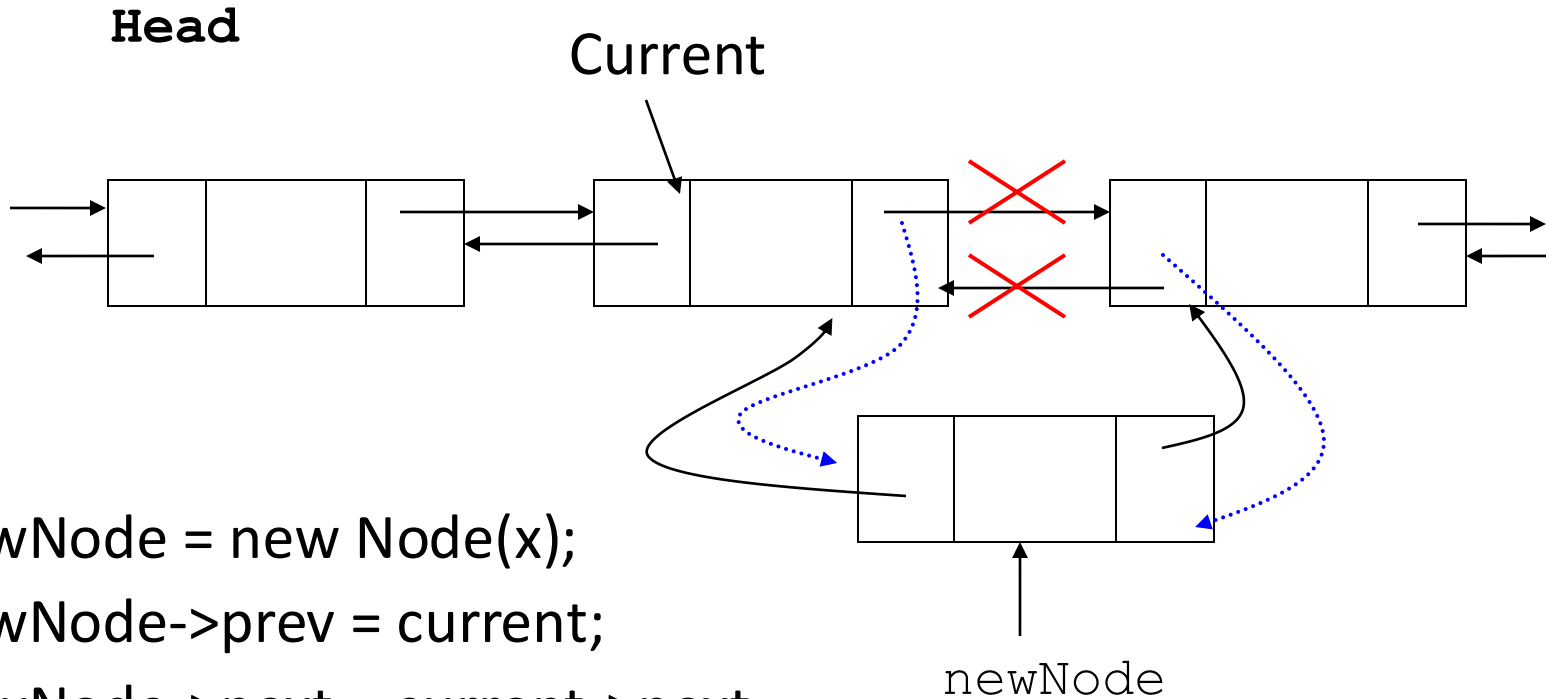 Head
Current
wNode = new Node(x);
wNode->prev = current;
newNode